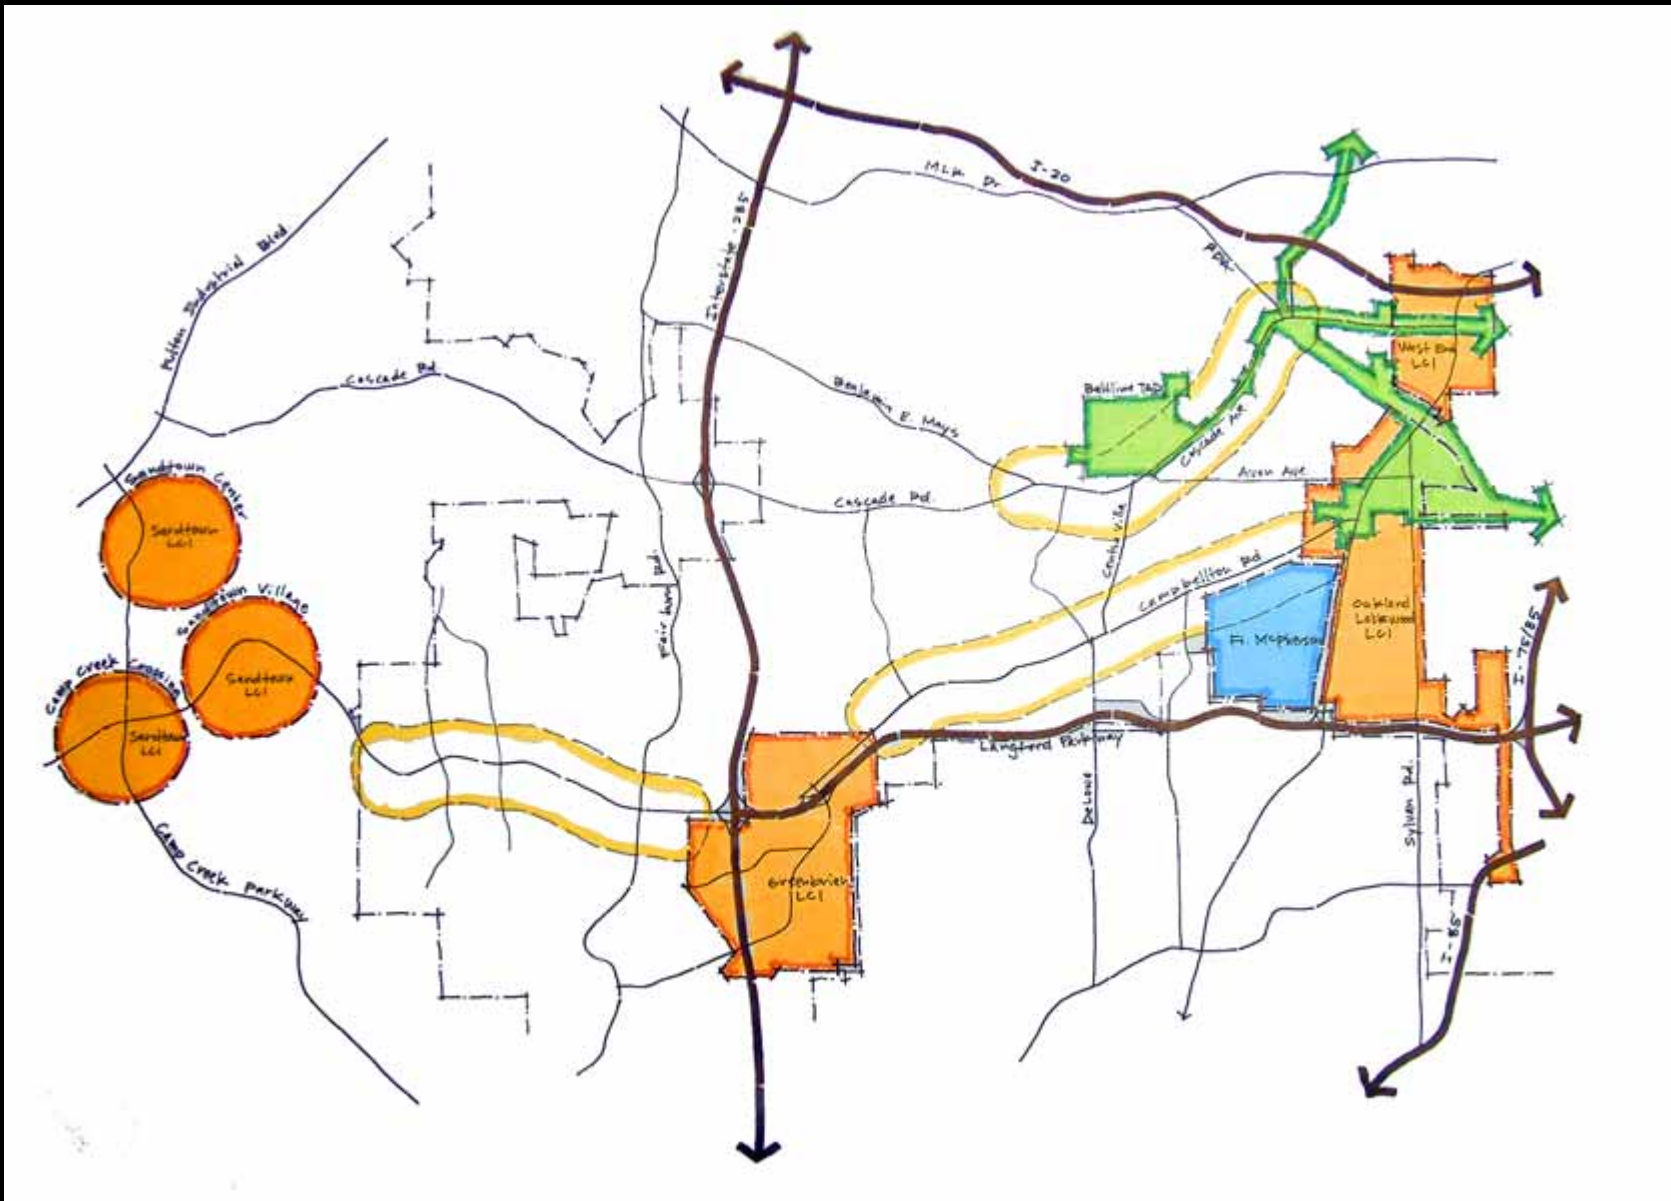 I-20
MLK Dr
Interstate-285
Fulton Industrial Blvd
Cascade Rd
West End
LCI
Beltline TAD
Benjamin E. Mays
Cascade Ave
Avon Ave
Sandtown Center
Sandtown
LCI
Cascade Rd.
Centra Villa
Fairburn Rd.
Campbellton Rd
Sandtown Village
Sandtown
LCI
Oakland
Lakewood
LCI
Ft. McPherson
I-75/85
Camp Creek Crossing
Sandtown
LCI
Langford Parkway
DeLowe
Sylvan Rd.
Camp Creek Parkway
Greenbriar
LCI
I-85